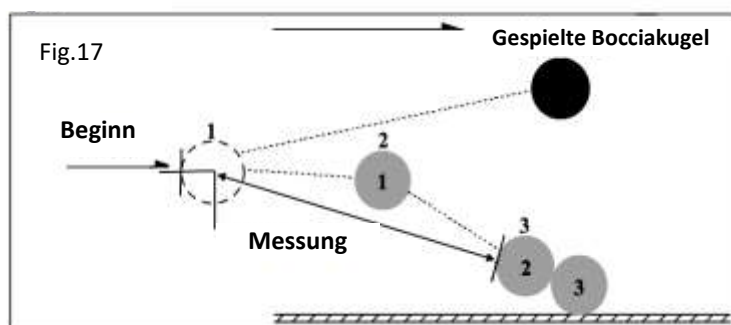 Gespielte Bocciakugel
Fig.17
Beginn
1
2
1
Messung
3
2
3